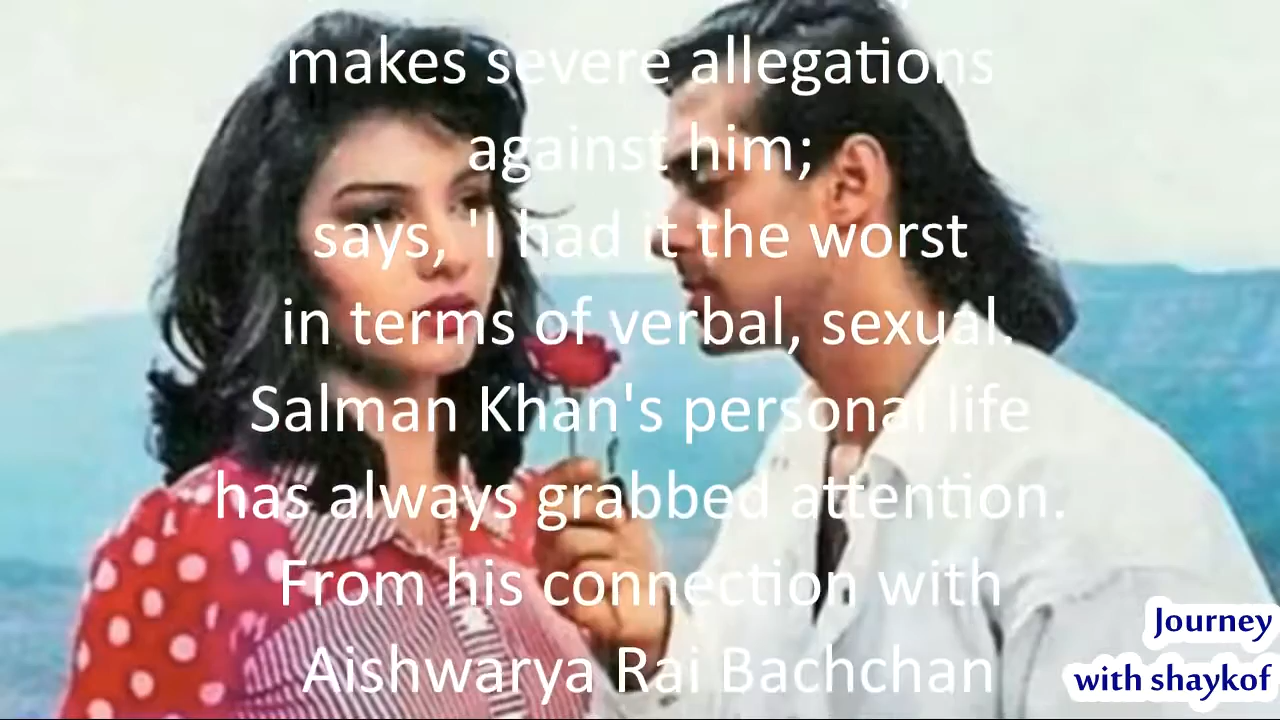 makes severe allegations
against him;
says, 'I had it the worst
in terms of verbal, sexual.
Salman Khan's personal life
has always grabbed attention.
From his connection with
Aishwarya Rai Bachchan
Journey
with shaykof